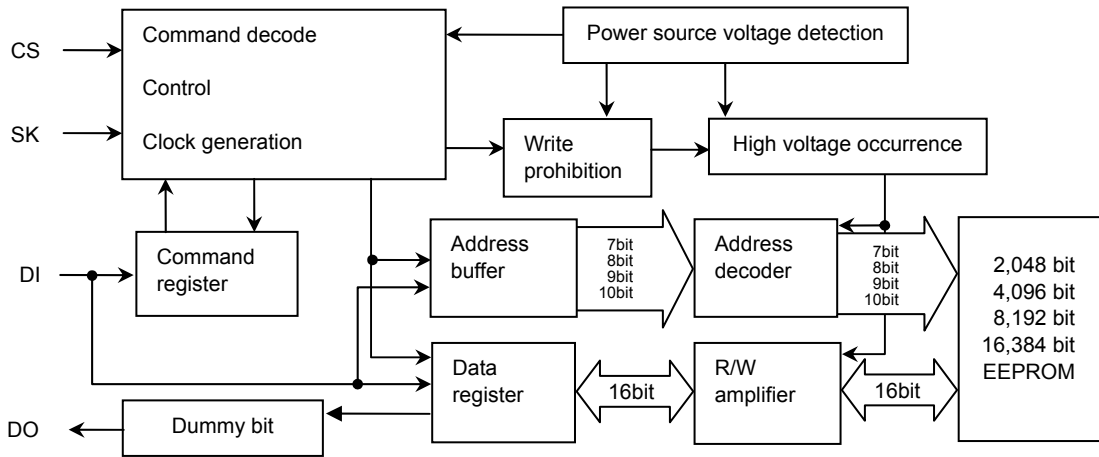 CS
Command decode
Power source voltage detection
Control
SK
Clock generation
Write
prohibition
High voltage occurrence
DI
Command
register
Address
buffer
7bit
8bit
9bit
10bit
Address
decoder
7bit
8bit
9bit
10bit
2,048 bit
4,096 bit
8,192 bit
16,384 bit
EEPROM
Data
register
16bit
R/W
amplifier
16bit
DO
Dummy bit